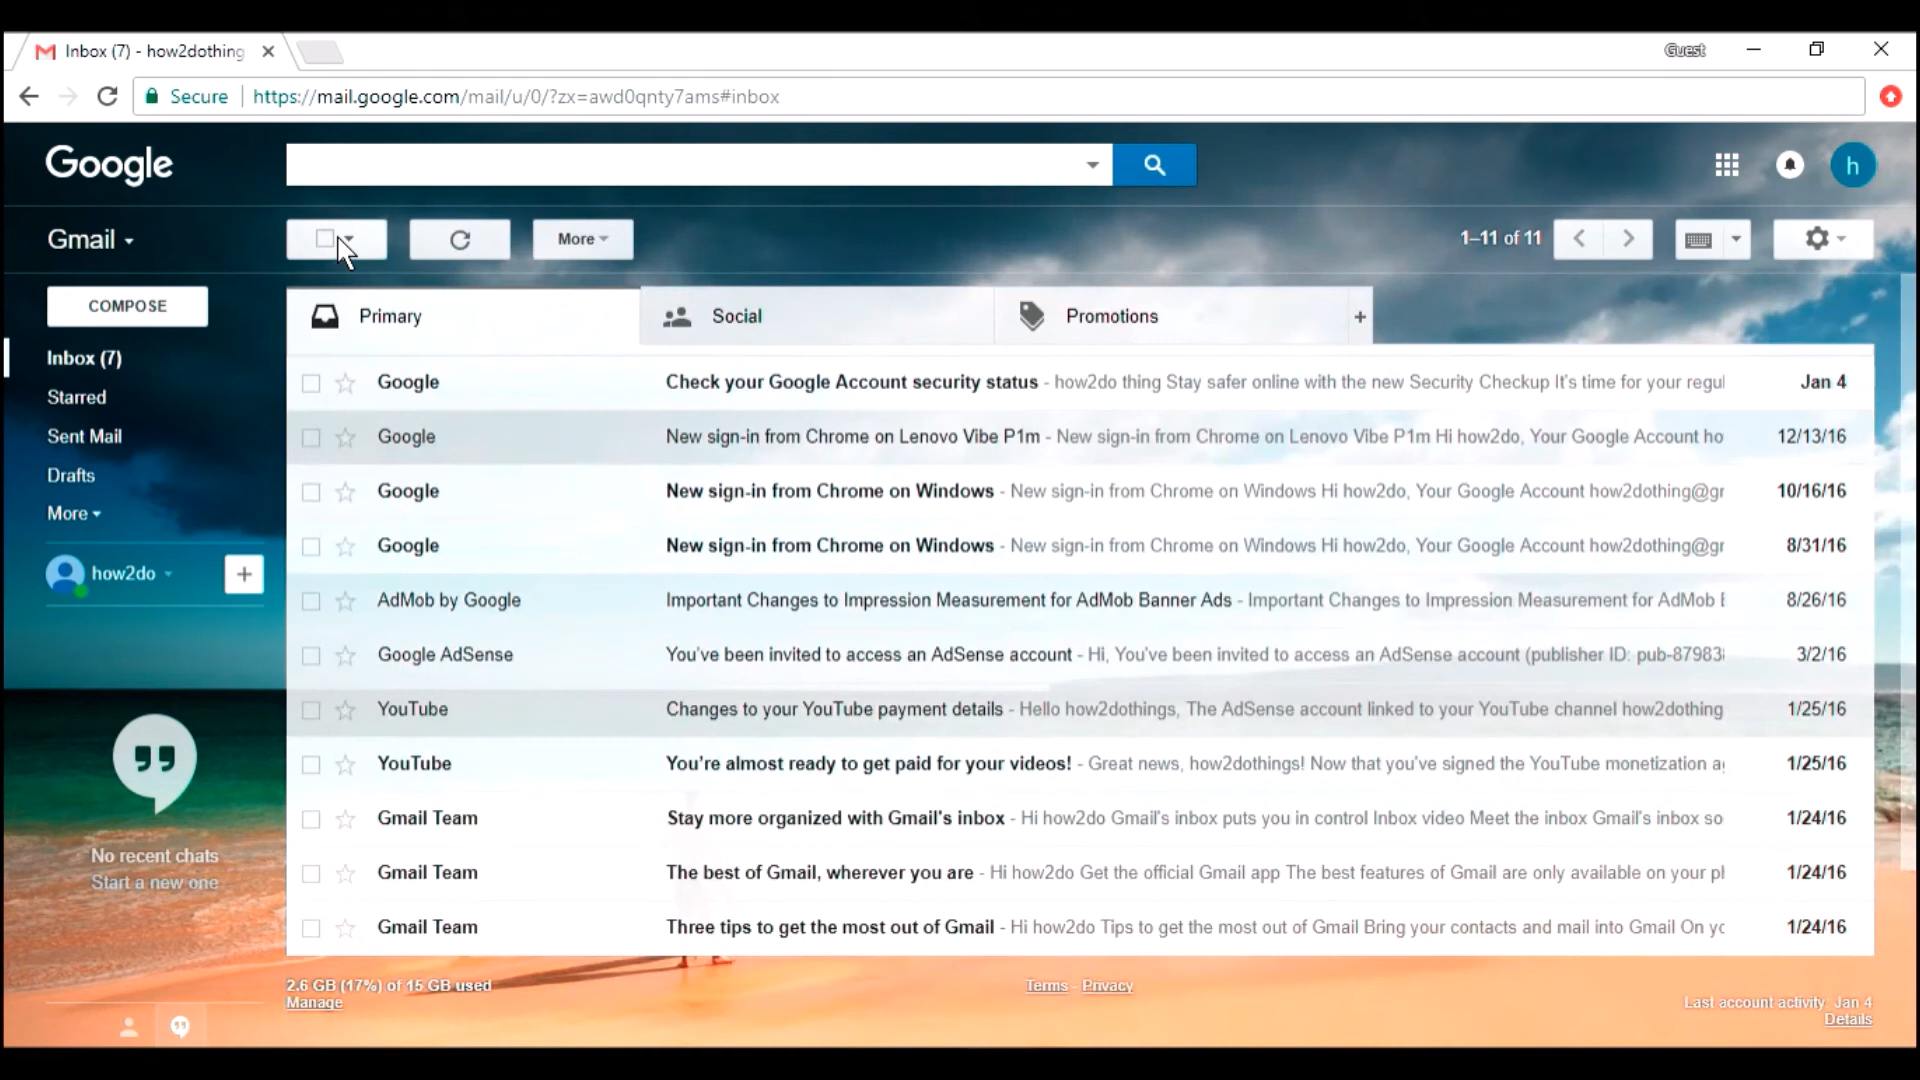 Inbox (7) - how2dothing
Guest
Secure https://mail.google.com/mail/u/0/?zx=awd0qnty7ams#inbox
Google
h
Gmail
More
1–11 of 11
COMPOSE
Primary
Social
Promotions
+
Inbox (7)
Starred
Sent Mail
Drafts
More
how2do
+
No recent chats
Start a new one
Google Check your Google Account security status - how2do thing Stay safer online with the new Security Checkup It's time for your regul Jan 4
Google New sign-in from Chrome on Lenovo Vibe P1m - New sign-in from Chrome on Lenovo Vibe P1m Hi how2do, Your Google Account ho 12/13/16
Google New sign-in from Chrome on Windows - New sign-in from Chrome on Windows Hi how2do, Your Google Account how2dothing@gr 10/16/16
Google New sign-in from Chrome on Windows - New sign-in from Chrome on Windows Hi how2do, Your Google Account how2dothing@gr 8/31/16
AdMob by Google Important Changes to Impression Measurement for AdMob Banner Ads - Important Changes to Impression Measurement for AdMob 8/26/16
Google AdSense You've been invited to access an AdSense account - Hi, You've been invited to access an AdSense account (publisher ID: pub-87983 3/2/16
YouTube Changes to your YouTube payment details - Hello how2dothings, The AdSense account linked to your YouTube channel how2dothing 1/25/16
YouTube You're almost ready to get paid for your videos! - Great news, how2dothings! Now that you've signed the YouTube monetization a 1/25/16
Gmail Team Stay more organized with Gmail's inbox - Hi how2do Gmail's inbox puts you in control Inbox video Meet the inbox Gmail's inbox so 1/24/16
Gmail Team The best of Gmail, wherever you are - Hi how2do Get the official Gmail app The best features of Gmail are only available on your pl 1/24/16
Gmail Team Three tips to get the most out of Gmail - Hi how2do Tips to get the most out of Gmail Bring your contacts and mail into Gmail On yc 1/24/16
2.6 GB (17%) of 15 GB used
Manage
Terms - Privacy
Last account activity: Jan 4
Details